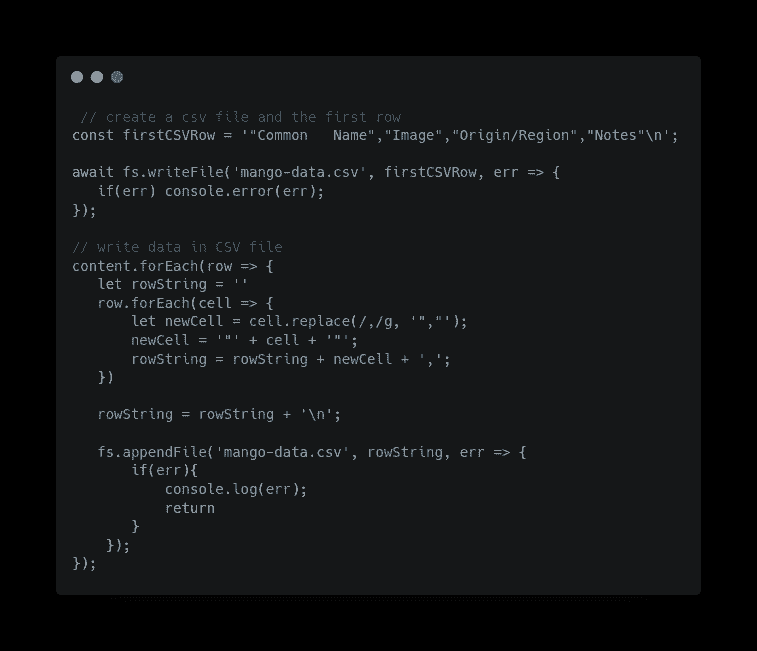 // create a csv file and the first row
const firstCSVRow = '"Common   Name","Image","Origin/Region","Notes"\n';

await fs.writeFile('mango-data.csv', firstCSVRow, err => {
   if(err) console.error(err);
});

// write data in CSV file
content.forEach(row => {
   let rowString = ''
   row.forEach(cell => {
       let newCell = cell.replace(/,/g, '","');
       newCell = '"' + cell + '"';
       rowString = rowString + newCell + ',';
   })

   rowString = rowString + '\n';

   fs.appendFile('mango-data.csv', rowString, err => {
       if(err){
           console.log(err);
           return
       }
    });
});